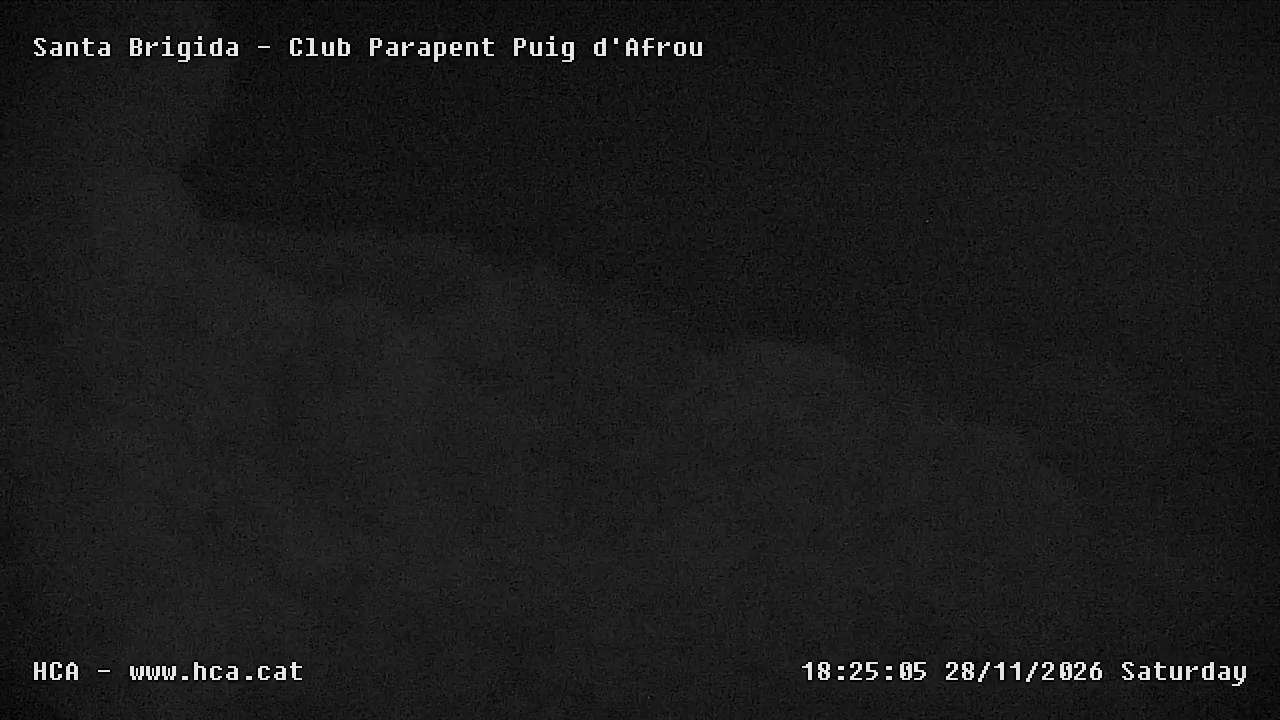 Santa Brigida - Club Parapent Puig d'Afrou
HCA - www.hca.cat
18:25:05 28/11/2026 Saturday